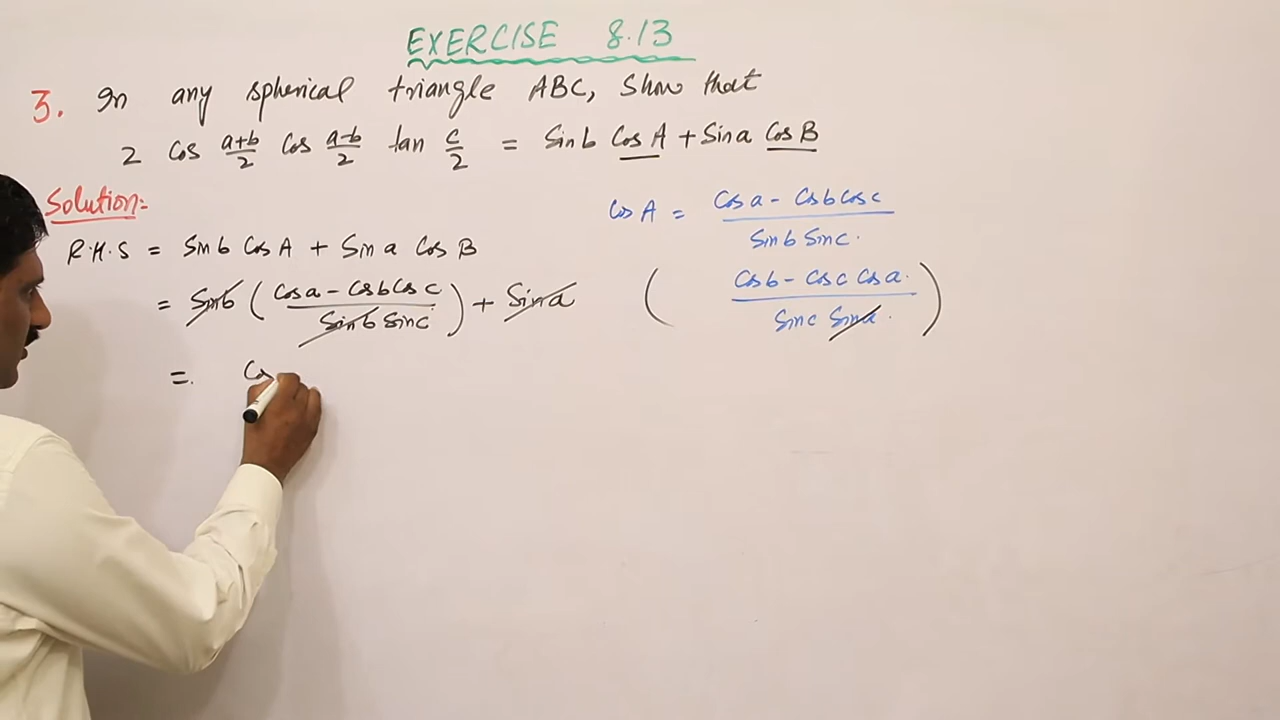 EXERCISE 8.13
3. In any spherical triangle ABC, Show that
2 Cos (a+b)/2 Cos (a-b)/2 tan c/2 = Sin b Cos A + Sin a Cos B
Solution:-
Cos A = (Cos a - Cos b Cos c)/(Sin b Sin c).
R.H.S = Sin b Cos A + Sin a Cos B
= Sin b ( (Cos a - Cos b Cos c)/(Sin b Sin c) ) + Sin a ( (Cos b - Cos c Cos a.)/(Sin c Sin a.) )
=. Co